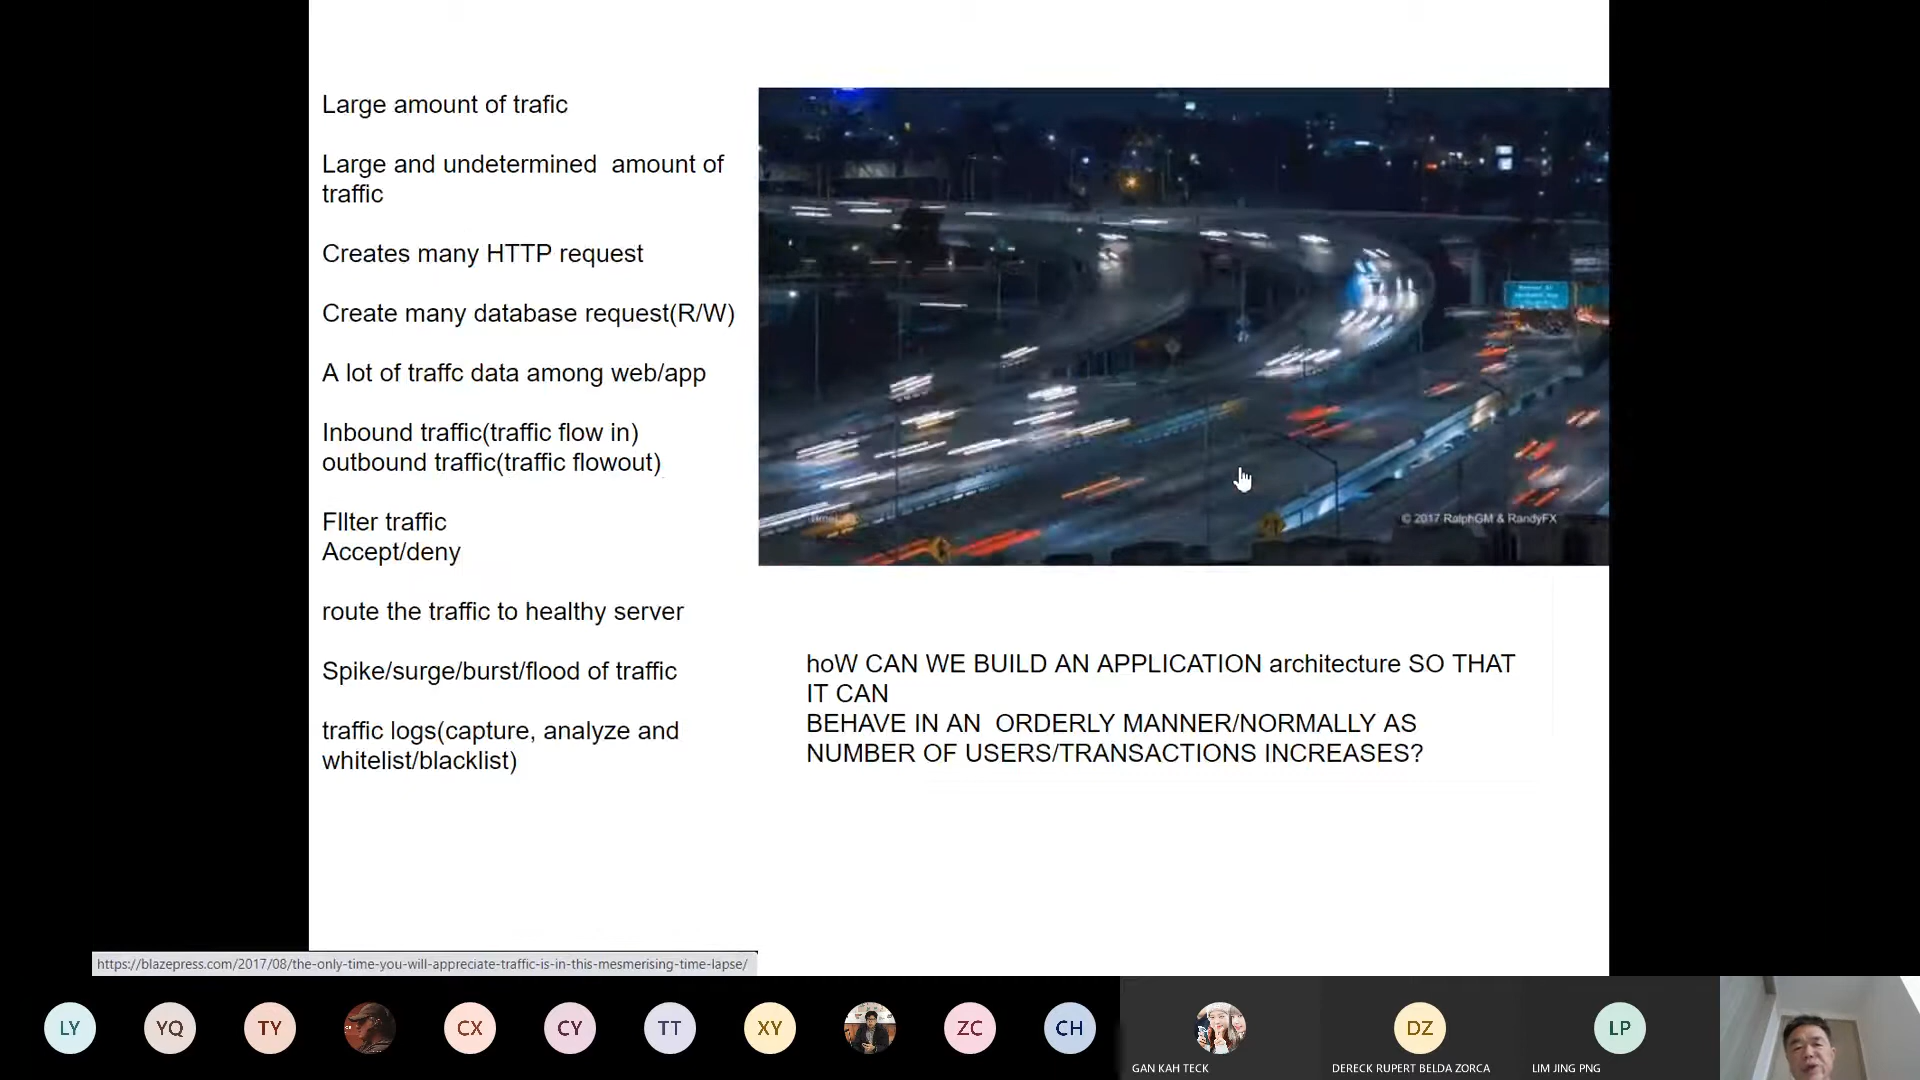 Large amount of trafic
Large and undetermined  amount of
traffic
Creates many HTTP request
Create many database request(R/W)
A lot of traffc data among web/app
Inbound traffic(traffic flow in)
outbound traffic(traffic flowout)
FIlter traffic
Accept/deny
route the traffic to healthy server
Spike/surge/burst/flood of traffic
traffic logs(capture, analyze and
whitelist/blacklist)
© 2017 RalphGM & RandyFX
hoW CAN WE BUILD AN APPLICATION architecture SO THAT
IT CAN
BEHAVE IN AN  ORDERLY MANNER/NORMALLY AS
NUMBER OF USERS/TRANSACTIONS INCREASES?
https://blazepress.com/2017/08/the-only-time-you-will-appreciate-traffic-is-in-this-mesmerising-time-lapse/
LY
YQ
TY
CX
CY
TT
XY
ZC
CH
DZ
LP
GAN KAH TECK
DERECK RUPERT BELDA ZORCA
LIM JING PNG